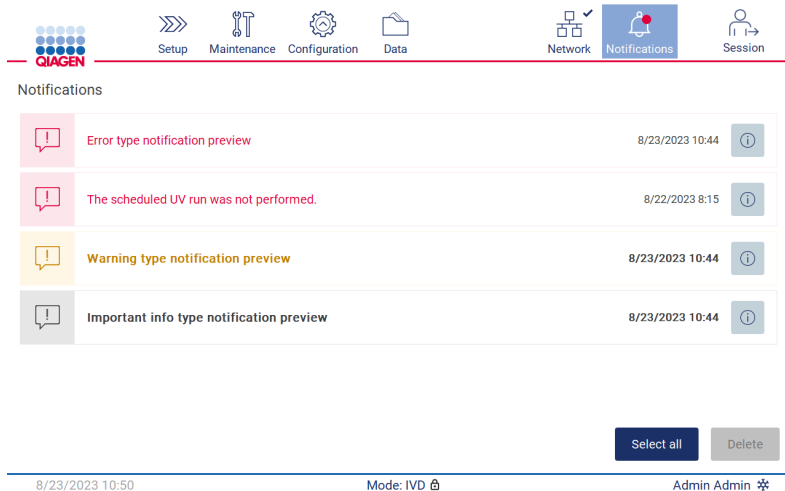 QIAGEN
Setup
Maintenance
Configuration
Data
Network
Notifications
Session
Notifications
Error type notification preview 8/23/2023 10:44
The scheduled UV run was not performed. 8/22/2023 8:15
Warning type notification preview 8/23/2023 10:44
Important info type notification preview 8/23/2023 10:44
Select all Delete
8/23/2023 10:50 Mode: IVD Admin Admin